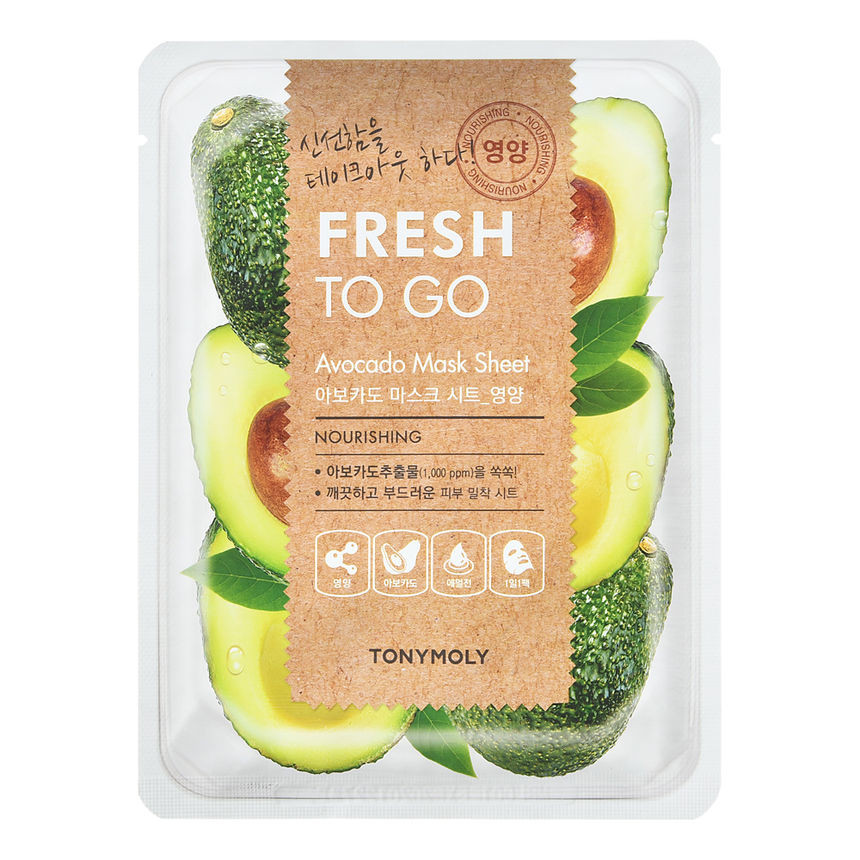 신선함을
테이크아웃 하다!
NOURISHING • NOURISHING • NOURISHING
영양
FRESH
TO GO
Avocado Mask Sheet
아보카도 마스크 시트_영양
NOURISHING
• 아보카도추출물(1,000 ppm)을 쏙쏙!
• 깨끗하고 부드러운 피부 밀착 시트
영양 아보카도 에멀전 1일1팩
TONYMOLY